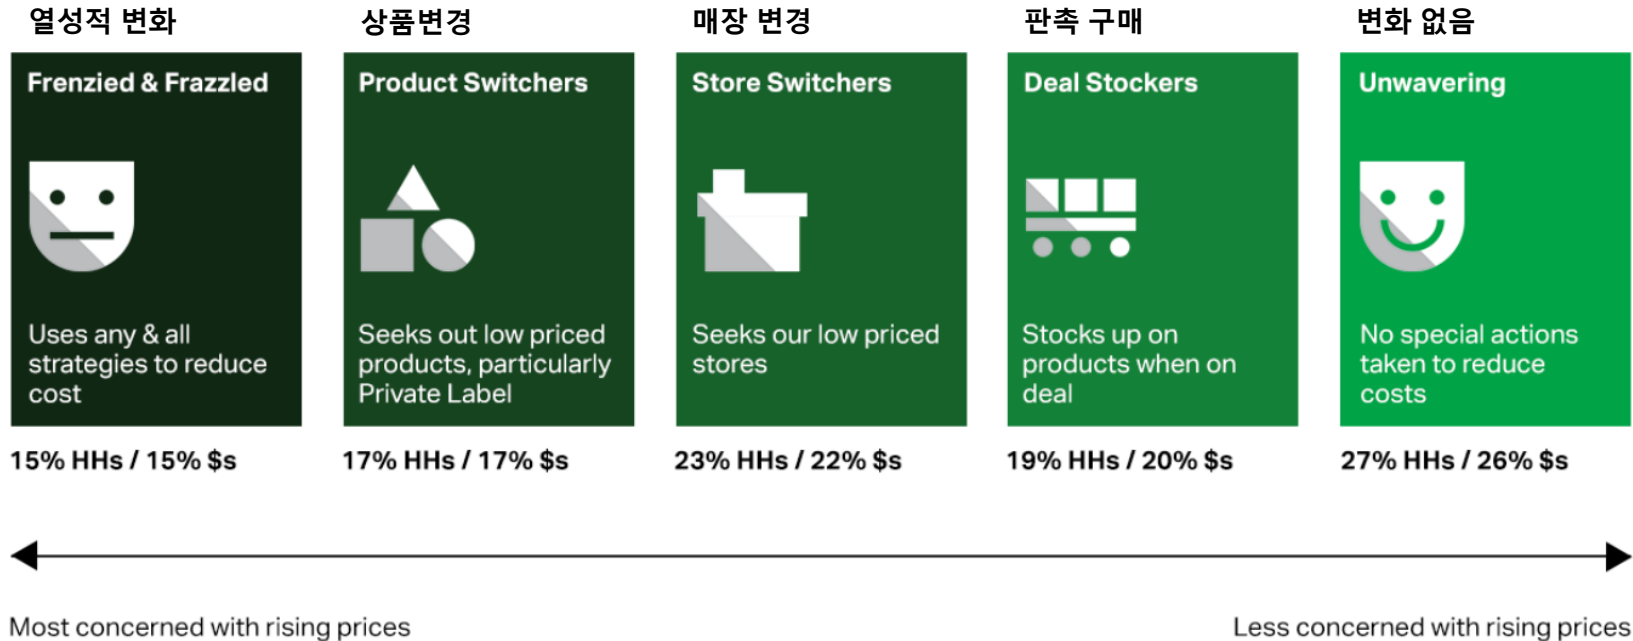 열성적 변화
상품변경
매장 변경
판촉 구매
변화 없음
Frenzied & Frazzled
Product Switchers
Store Switchers
Deal Stockers
Unwavering
Uses any & all
strategies to reduce
cost
Seeks out low priced
products, particularly
Private Label
Seeks our low priced
stores
Stocks up on
products when on
deal
No special actions
taken to reduce
costs
15% HHs / 15% $s
17% HHs / 17% $s
23% HHs / 22% $s
19% HHs / 20% $s
27% HHs / 26% $s
Most concerned with rising prices
Less concerned with rising prices